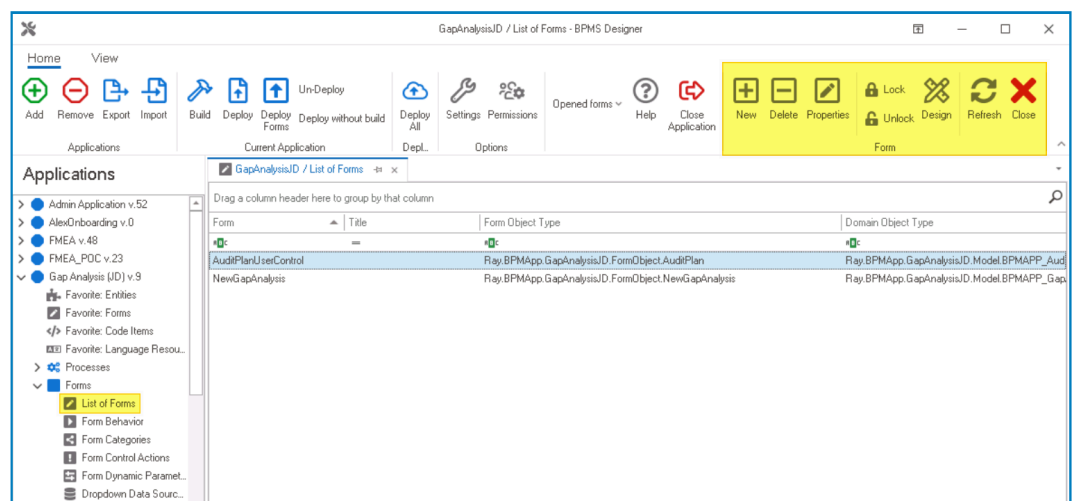 GapAnalysisJD / List of Forms - BPMS Designer
Home View
Add Remove Export Import
Applications
Build Deploy Deploy Forms Un-Deploy Deploy without build
Current Application
Deploy All
Depl...
Settings Permissions
Options
Opened forms
Help Close Application
New Delete Properties Lock Unlock Design Refresh Close
Form
Applications
GapAnalysisJD / List of Forms
Drag a column header here to group by that column
Form Title Form Object Type Domain Object Type
AuditPlanUserControl Ray.BPMApp.GapAnalysisJD.FormObject.AuditPlan Ray.BPMApp.GapAnalysisJD.Model.BPMAPP_Aud
NewGapAnalysis Ray.BPMApp.GapAnalysisJD.FormObject.NewGapAnalysis Ray.BPMApp.GapAnalysisJD.Model.BPMAPP_Gap
Admin Application v.52
AlexOnboarding v.0
FMEA v.48
FMEA_POC v.23
Gap Analysis (JD) v.9
Favorite: Entities
Favorite: Forms
Favorite: Code Items
Favorite: Language Resou...
Processes
Forms
List of Forms
Form Behavior
Form Categories
Form Control Actions
Form Dynamic Paramet...
Dropdown Data Sourc...